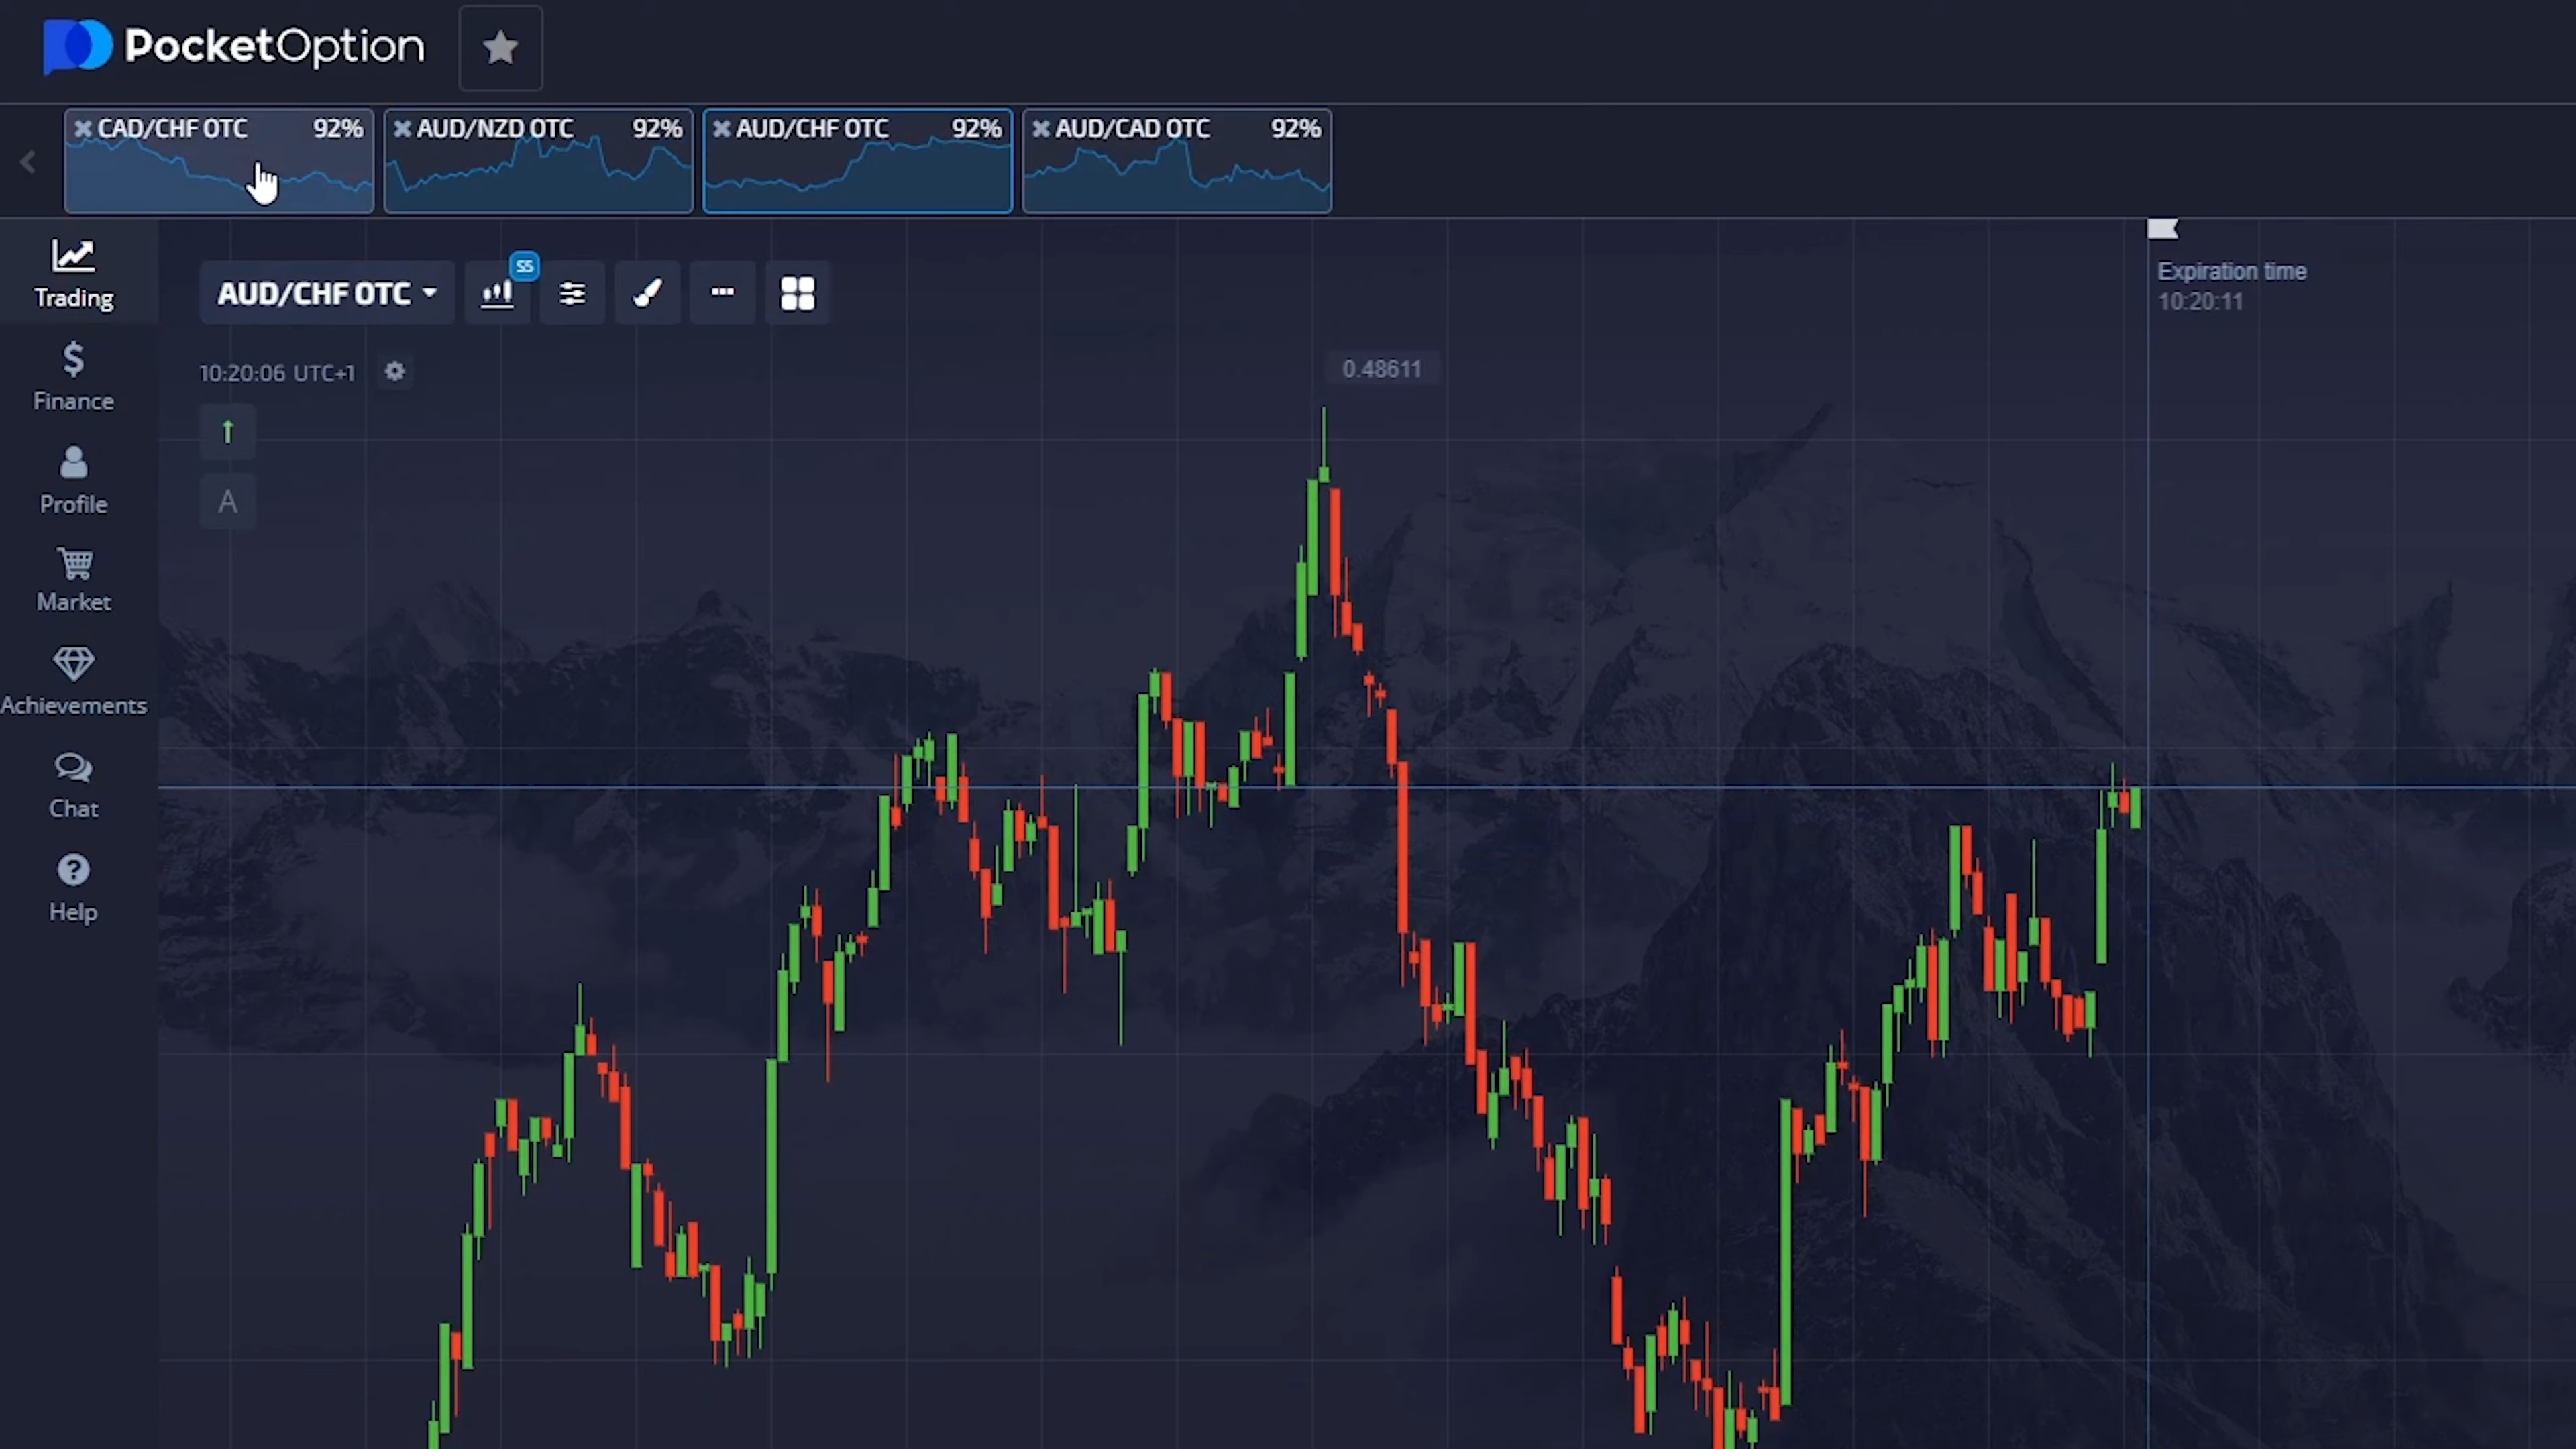 PocketOption
CAD/CHF OTC 92%
AUD/NZD OTC 92%
AUD/CHF OTC 92%
AUD/CAD OTC 92%
Trading
Finance
Profile
Market
Achievements
Chat
Help
AUD/CHF OTC
S5
10:20:06 UTC+1
A
0.48611
Expiration time
10:20:11